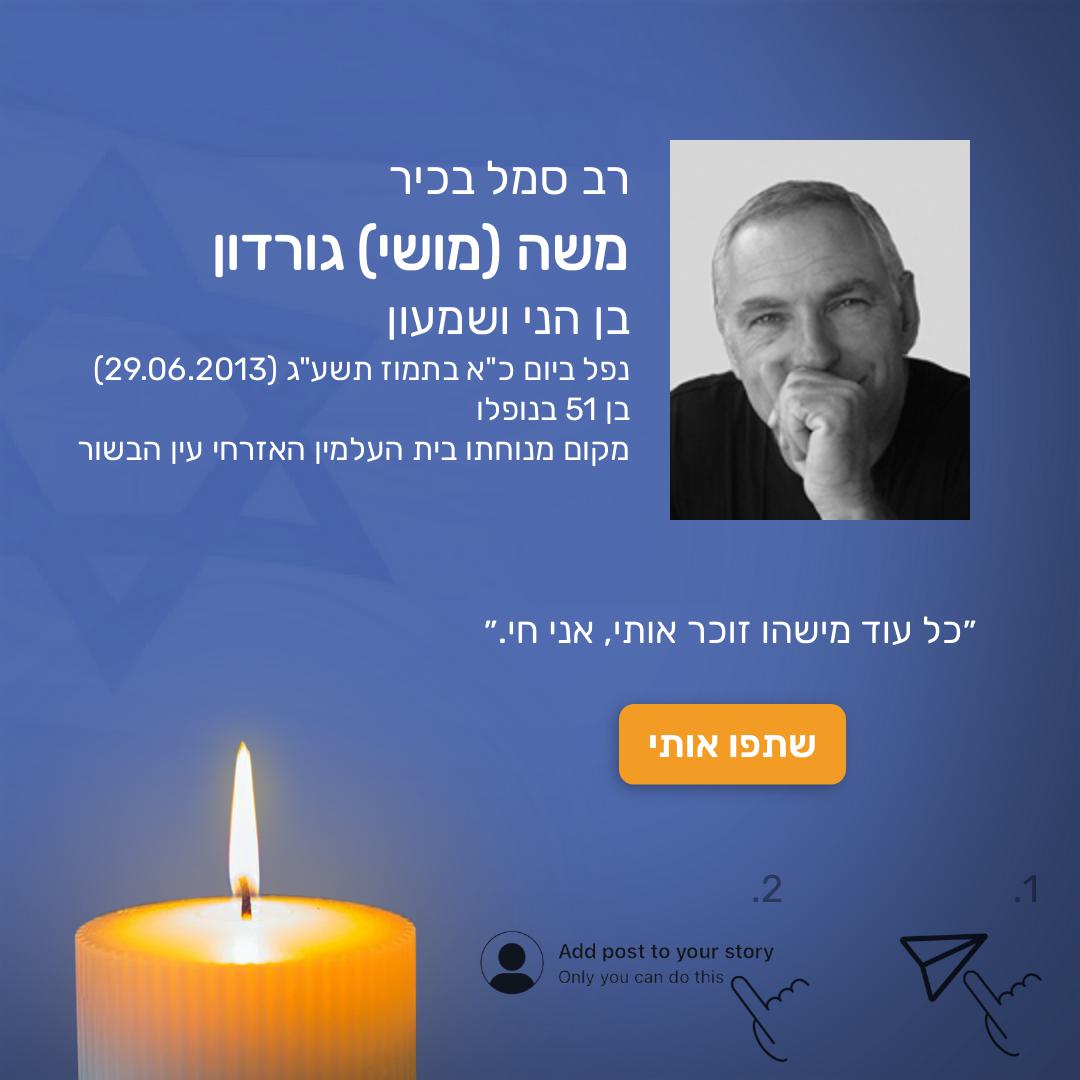 רב סמל בכיר
משה (מושי) גורדון
בן הני ושמעון
נפל ביום כ"א בתמוז תשע"ג (29.06.2013)
בן 51 בנופלו
מקום מנוחתו בית העלמין האזרחי עין הבשור
״כל עוד מישהו זוכר אותי, אני חי.״
שתפו אותי
1.
2.
Add post to your story
Only you can do this